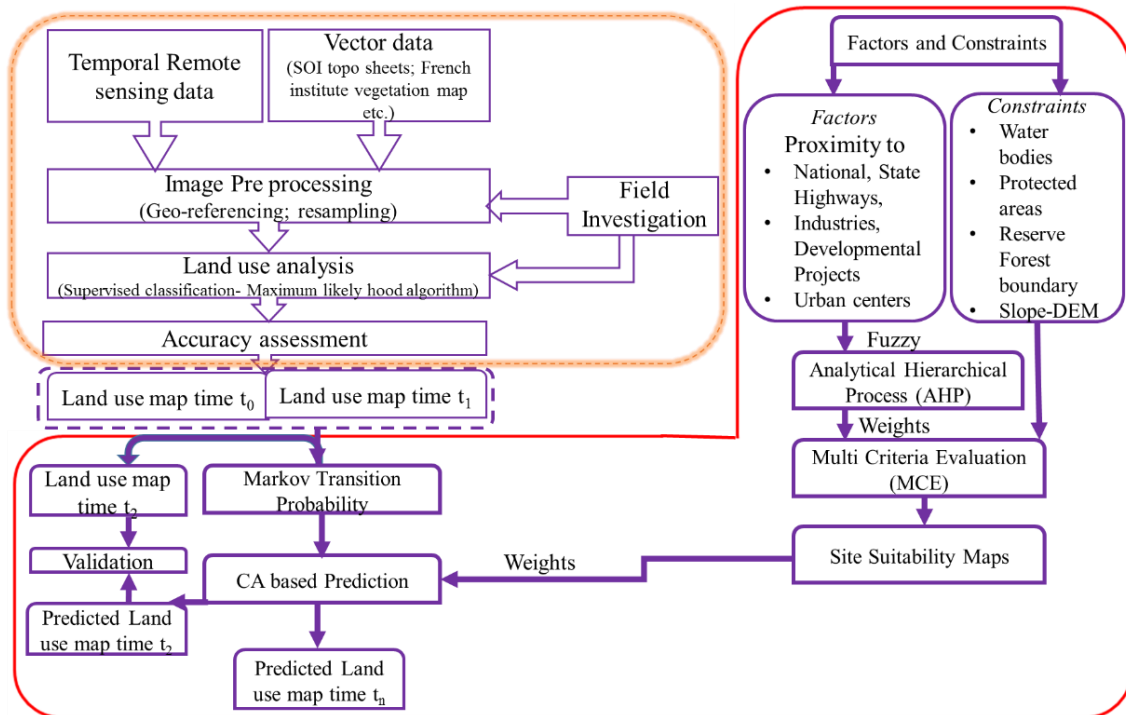 Temporal Remote
sensing data
Vector data
(SOI topo sheets; French
institute vegetation map
etc.)
Image Pre processing
(Geo-referencing; resampling)
Field
Investigation
Land use analysis
(Supervised classification- Maximum likely hood algorithm)
Accuracy assessment
Land use map time t0
Land use map time t1
Land use map
time t2
Markov Transition
Probability
Validation
CA based Prediction
Predicted Land
use map time t2
Predicted Land
use map time tn
Weights
Factors and Constraints
Factors
Proximity to
• National, State
Highways,
• Industries,
Developmental
Projects
• Urban centers
Constraints
• Water
bodies
• Protected
areas
• Reserve
Forest
boundary
• Slope-DEM
Fuzzy
Analytical Hierarchical
Process (AHP)
Weights
Multi Criteria Evaluation
(MCE)
Site Suitability Maps